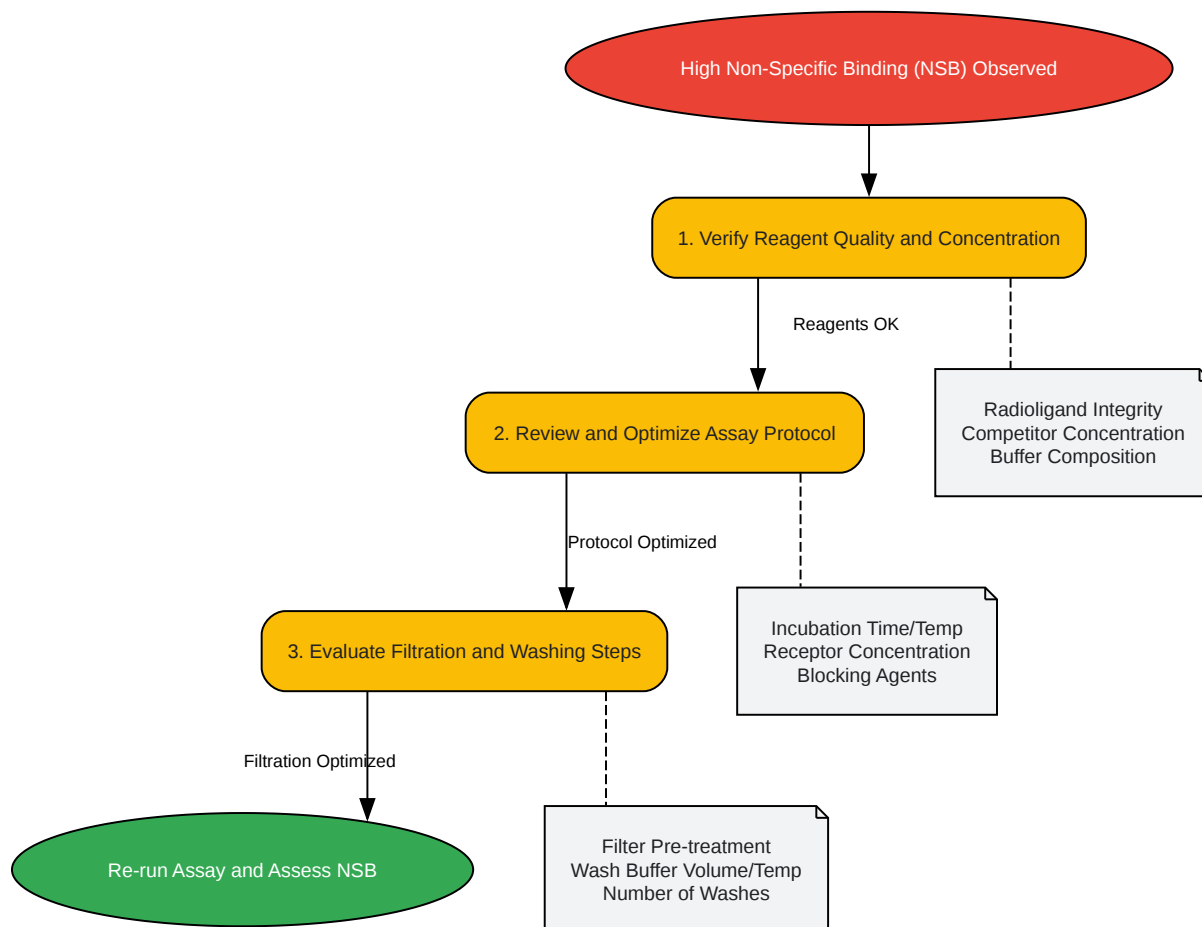 High Non-Specific Binding (NSB) Observed
1. Verify Reagent Quality and Concentration
Reagents OK
Radioligand Integrity
Competitor Concentration
Buffer Composition
2. Review and Optimize Assay Protocol
Protocol Optimized
Incubation Time/Temp
Receptor Concentration
Blocking Agents
3. Evaluate Filtration and Washing Steps
Filtration Optimized
Filter Pre-treatment
Wash Buffer Volume/Temp
Number of Washes
Re-run Assay and Assess NSB